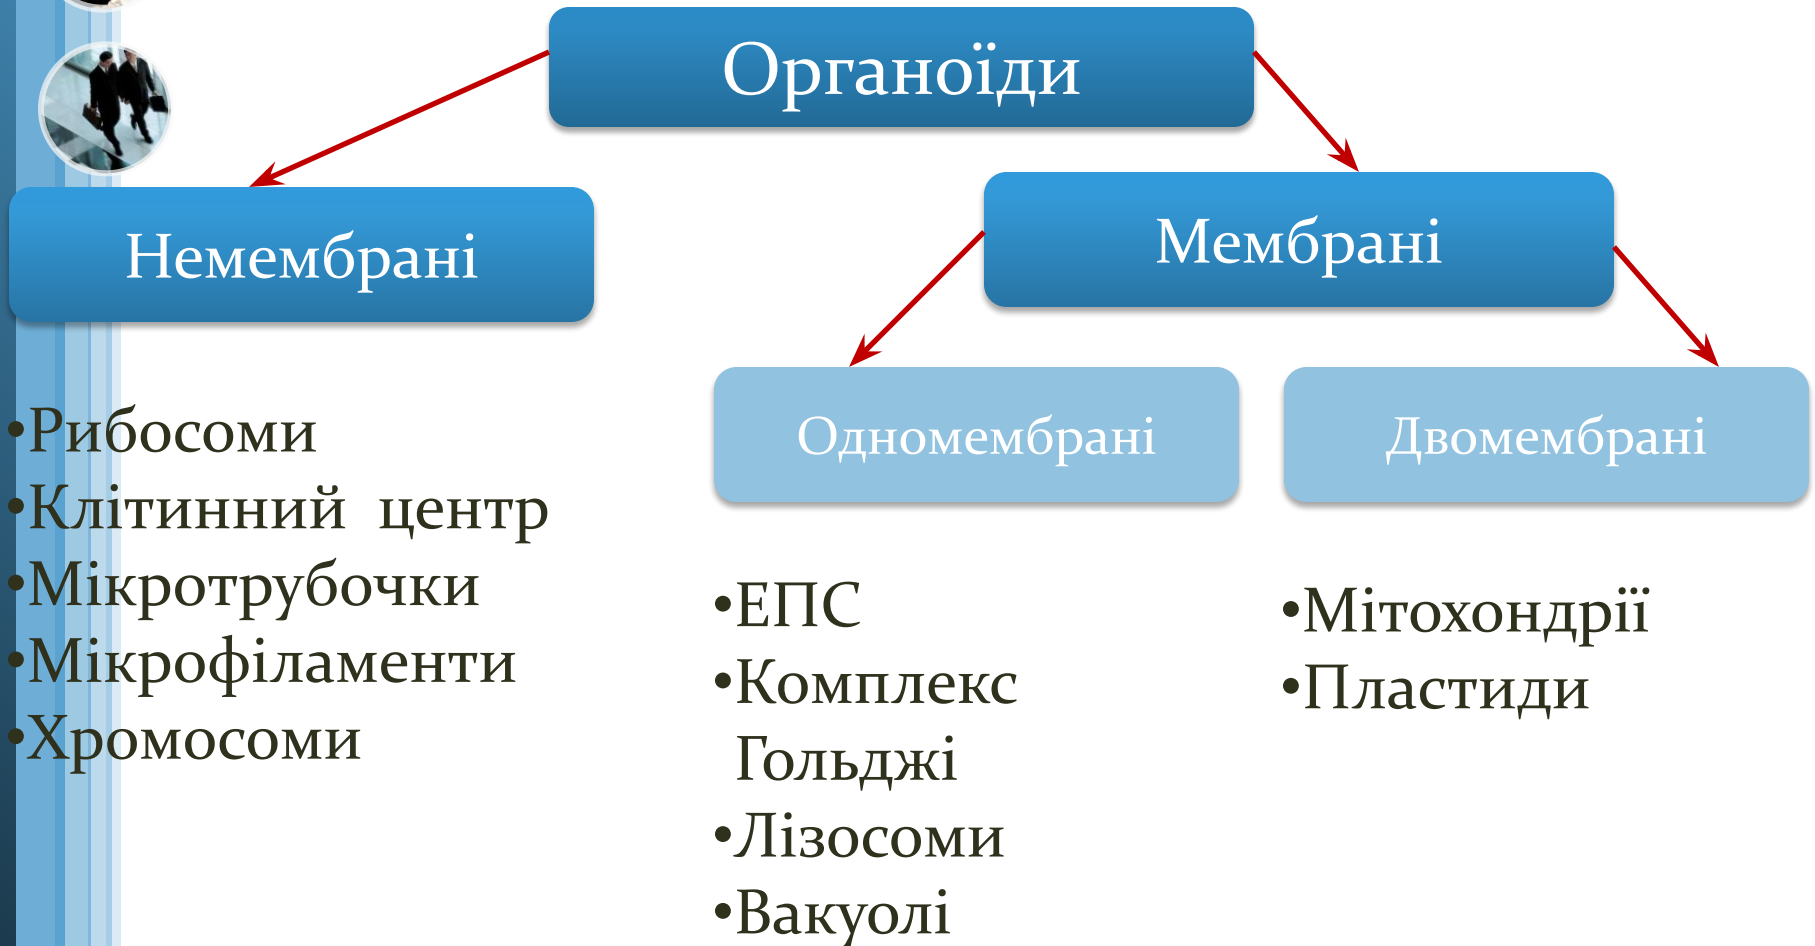 Органоїди
Немембрані
Мембрані
Одномембрані
Двомембрані
•Рибосоми
•Клітинний центр
•Мікротрубочки
•Мікрофіламенти
•Хромосоми
•ЕПС
•Комплекс
Гольджі
•Лізосоми
•Вакуолі
•Мітохондрії
•Пластиди